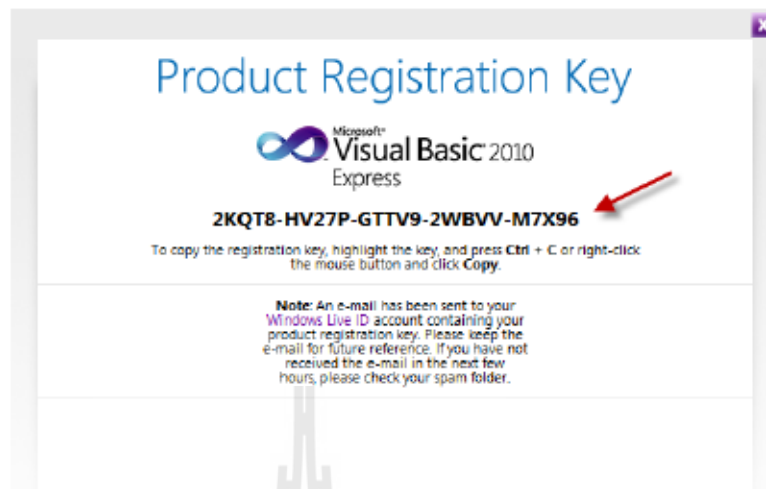 Product Registration Key
Microsoft®
Visual Basic® 2010
Express
2KQT8-HV27P-GTTV9-2WBVV-M7X96
To copy the registration key, highlight the key, and press Ctrl + C or right-click
the mouse button and click Copy.
Note: An e-mail has been sent to your
Windows Live ID account containing your
product registration key. Please keep the
e-mail for future reference. If you have not
received the e-mail in the next few
hours, please check your spam folder.